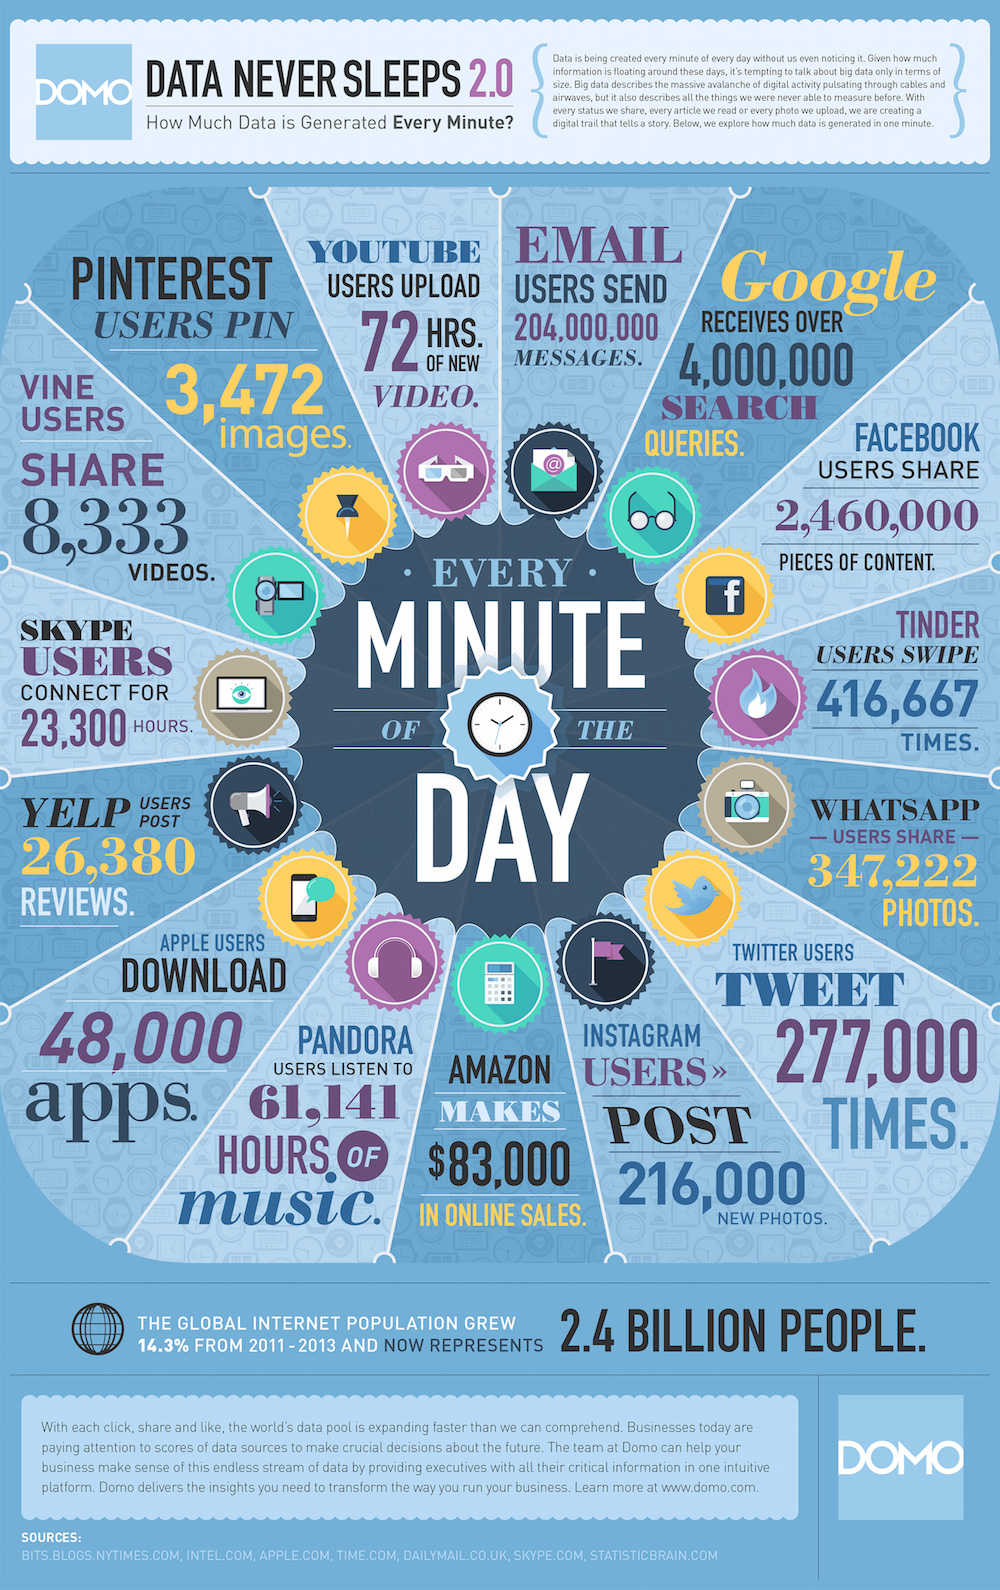 DOMO
DATA NEVER SLEEPS 2.0
How Much Data is Generated Every Minute?
Data is being created every minute of every day without us even noticing it. Given how much
information is floating around these days, it's tempting to talk about big data only in terms of
size. Big data describes the massive avalanche of digital activity pulsating through cables and
airwaves, but it also describes all the things we were never able to measure before. With
every status we share, every article we read or every photo we upload, we are creating a
digital trail that tells a story. Below, we explore how much data is generated in one minute.
PINTEREST
USERS PIN
3,472
images.
YOUTUBE
USERS UPLOAD
72 HRS.
OF NEW
VIDEO.
EMAIL
USERS SEND
204,000,000
MESSAGES.
Google
RECEIVES OVER
4,000,000
SEARCH
QUERIES.
VINE
USERS
SHARE
8,333
VIDEOS.
FACEBOOK
USERS SHARE
2,460,000
PIECES OF CONTENT.
SKYPE
USERS
CONNECT FOR
23,300 HOURS.
TINDER
USERS SWIPE
416,667
TIMES.
EVERY
MINUTE
OF THE
DAY
YELP USERS
POST
26,380
REVIEWS.
WHATSAPP
USERS SHARE
347,222
PHOTOS.
APPLE USERS
DOWNLOAD
48,000
apps.
PANDORA
USERS LISTEN TO
61,141
HOURS OF
music.
AMAZON
MAKES
$83,000
IN ONLINE SALES.
INSTAGRAM
USERS »
POST
216,000
NEW PHOTOS.
TWITTER USERS
TWEET
277,000
TIMES.
THE GLOBAL INTERNET POPULATION GREW
14.3% FROM 2011 - 2013 AND NOW REPRESENTS
2.4 BILLION PEOPLE.
With each click, share and like, the world's data pool is expanding faster than we can comprehend. Businesses today are
paying attention to scores of data sources to make crucial decisions about the future. The team at Domo can help your
business make sense of this endless stream of data by providing executives with all their critical information in one intuitive
platform. Domo delivers the insights you need to transform the way you run your business. Learn more at www.domo.com.
DOMO
SOURCES:
BITS.BLOGS.NYTIMES.COM, INTEL.COM, APPLE.COM, TIME.COM, DAILYMAIL.CO.UK, SKYPE.COM, STATISTICBRAIN.COM